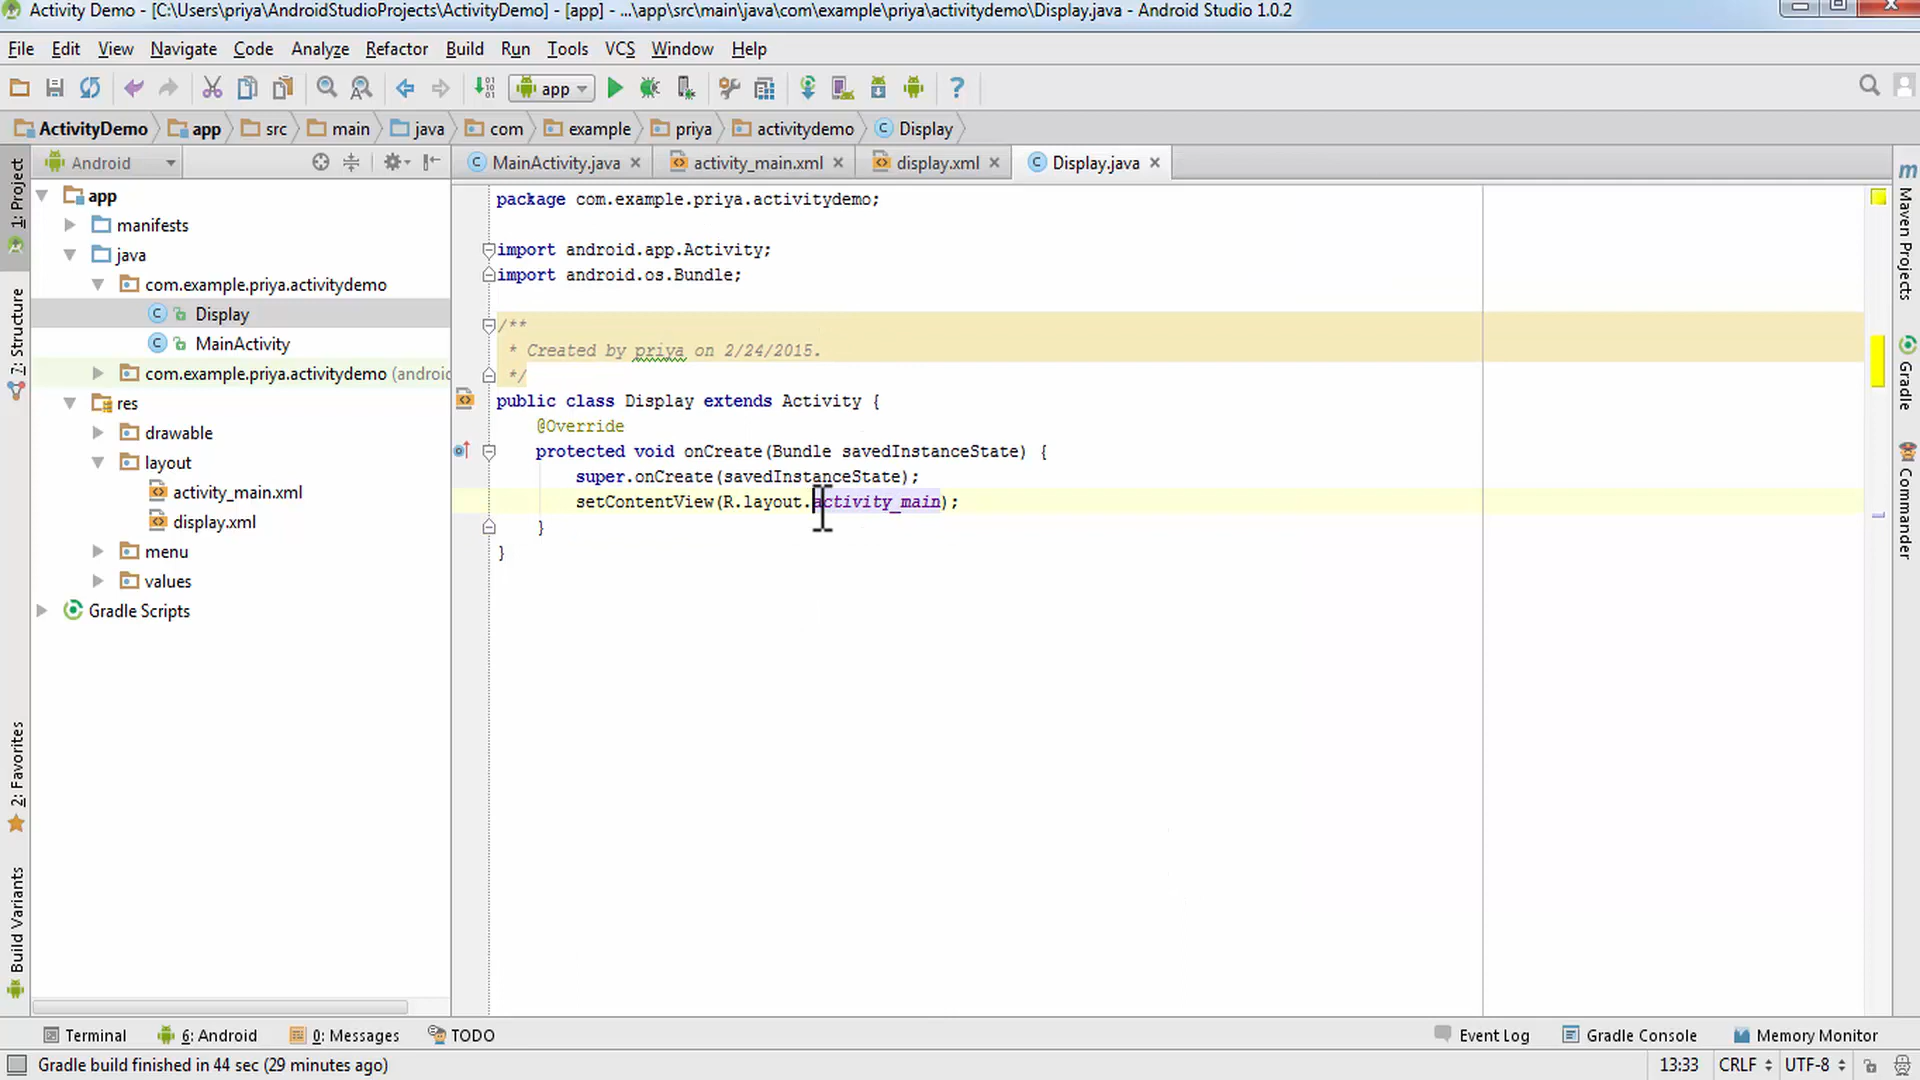 Activity Demo - [C:\Users\priya\AndroidStudioProjects\ActivityDemo] - [app] - ...\app\src\main\java\com\example\priya\activitydemo\Display.java - Android Studio 1.0.2
File Edit View Navigate Code Analyze Refactor Build Run Tools VCS Window Help
app
ActivityDemo app src main java com example priya activitydemo Display
Android
MainActivity.java activity_main.xml display.xml Display.java
1: Project
7: Structure
2: Favorites
Build Variants
app
manifests
java
com.example.priya.activitydemo
Display
MainActivity
com.example.priya.activitydemo (androic
res
drawable
layout
activity_main.xml
display.xml
menu
values
Gradle Scripts
package com.example.priya.activitydemo;
import android.app.Activity;
import android.os.Bundle;
/**
* Created by priya on 2/24/2015.
*/
public class Display extends Activity {
@Override
protected void onCreate(Bundle savedInstanceState) {
super.onCreate(savedInstanceState);
setContentView(R.layout.activity_main);
}
}
Maven Projects
Gradle
Commander
Terminal 6: Android 0: Messages TODO Event Log Gradle Console Memory Monitor
Gradle build finished in 44 sec (29 minutes ago) 13:33 CRLF UTF-8